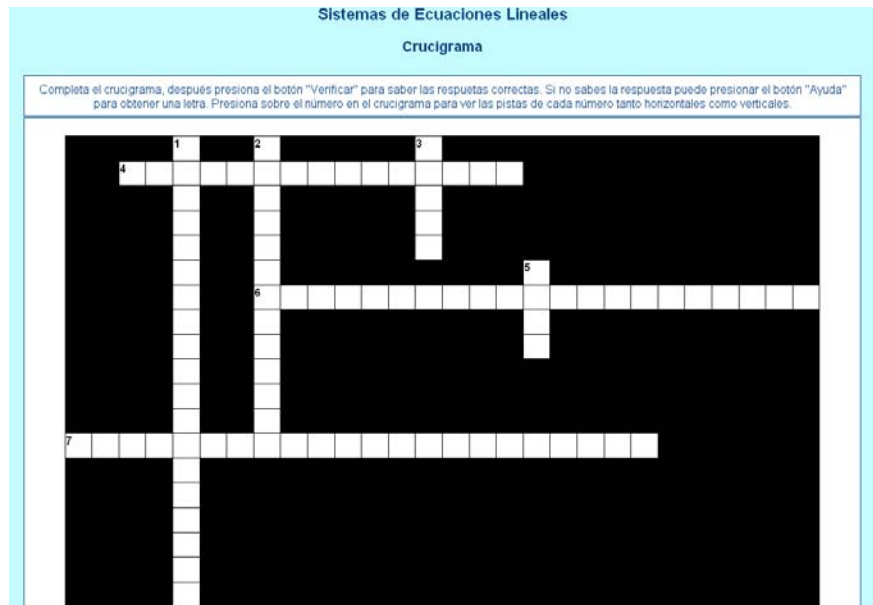 Sistemas de Ecuaciones Lineales
Crucigrama
Completa el crucigrama, después presiona el botón "Verificar" para saber las respuetas correctas. Si no sabes la respuesta puede presionar el botón "Ayuda"
para obtener una letra. Presiona sobre el número en el crucigrama para ver las pistas de cada número tanto horizontales como verticales.
1 2 3
4
5
6
7